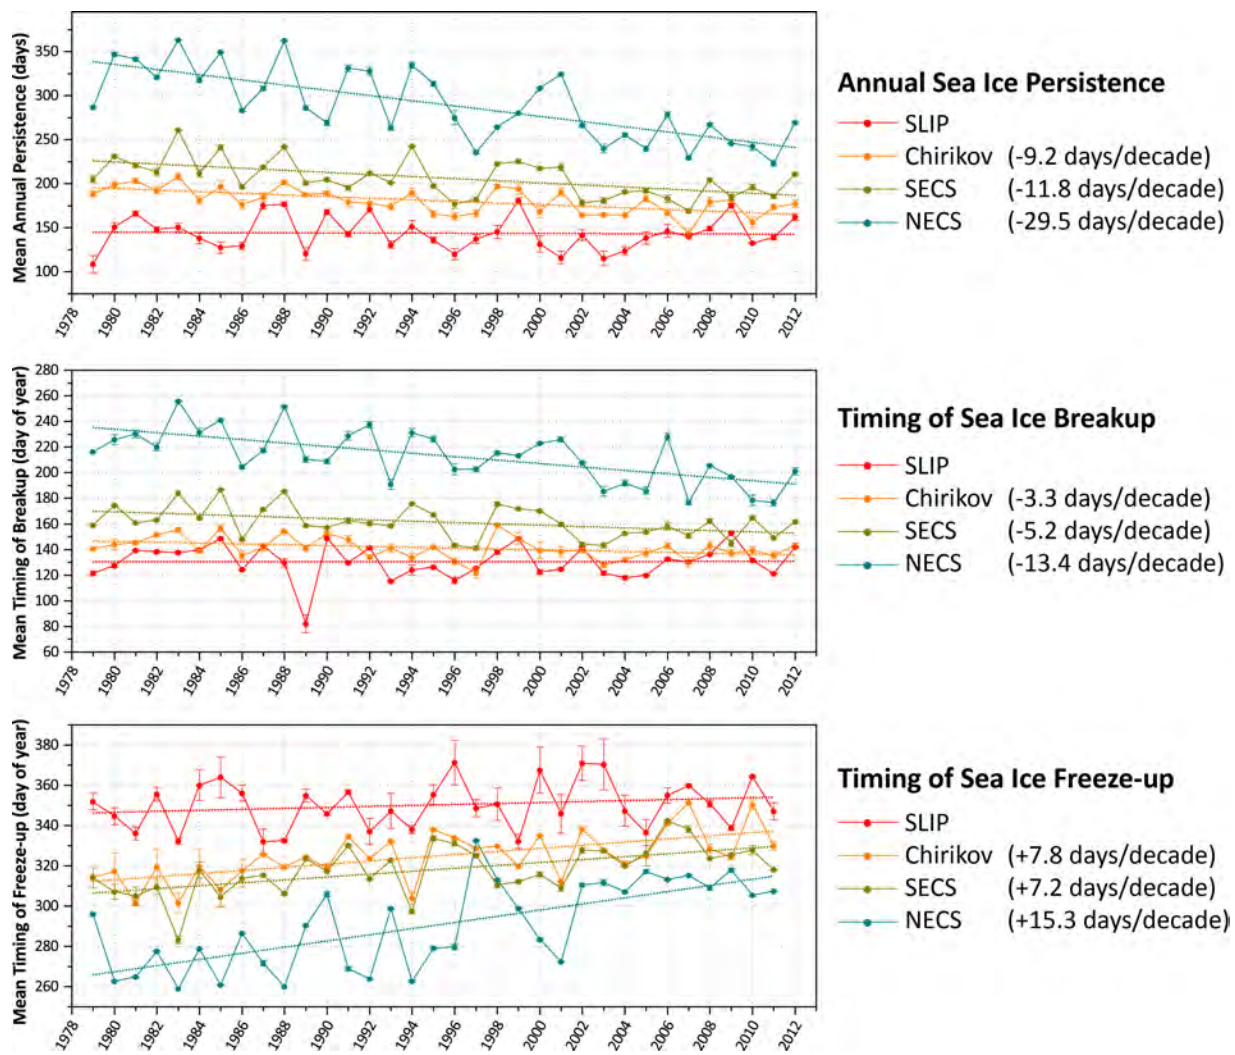 Mean Annual Persistence (days)
350
300
250
200
150
100
1978 1980 1982 1984 1986 1988 1990 1992 1994 1996 1998 2000 2002 2004 2006 2008 2010 2012
Annual Sea Ice Persistence
SLIP
Chirikov (-9.2 days/decade)
SECS (-11.8 days/decade)
NECS (-29.5 days/decade)
Mean Timing of Breakup (day of year)
280
260
240
220
200
180
160
140
120
100
80
60
1978 1980 1982 1984 1986 1988 1990 1992 1994 1996 1998 2000 2002 2004 2006 2008 2010 2012
Timing of Sea Ice Breakup
SLIP
Chirikov (-3.3 days/decade)
SECS (-5.2 days/decade)
NECS (-13.4 days/decade)
Mean Timing of Freeze-up (day of year)
380
360
340
320
300
280
260
1978 1980 1982 1984 1986 1988 1990 1992 1994 1996 1998 2000 2002 2004 2006 2008 2010 2012
Timing of Sea Ice Freeze-up
SLIP
Chirikov (+7.8 days/decade)
SECS (+7.2 days/decade)
NECS (+15.3 days/decade)